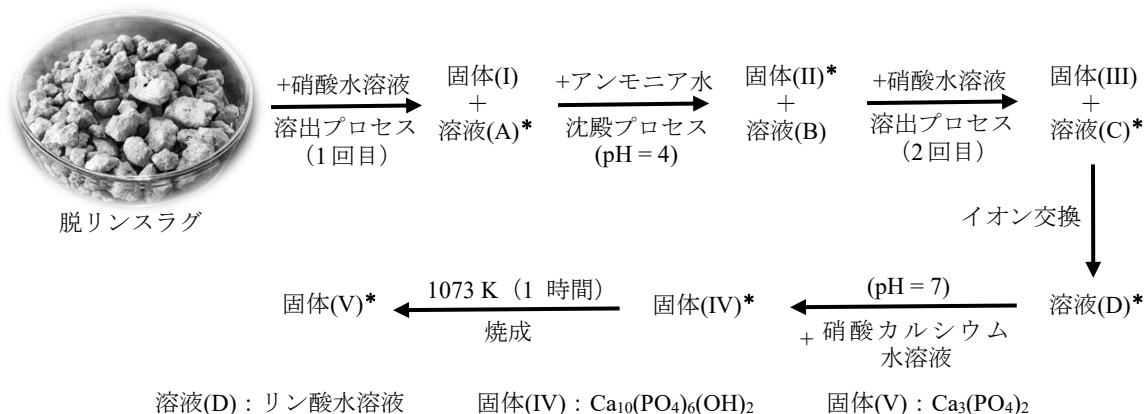 +硝酸水溶液
溶出プロセス
(1回目)
固体(I)
+
溶液(A)*
+アンモニア水
沈殿プロセス
(pH = 4)
固体(II)*
+
溶液(B)
+硝酸水溶液
溶出プロセス
(2回目)
固体(III)
+
溶液(C)*
脱リンスラグ
イオン交換
固体(V)*
1073 K(1 時間)
焼成
固体(IV)*
(pH = 7)
+ 硝酸カルシウム
水溶液
溶液(D)*
溶液(D) : リン酸水溶液 固体(IV) : Ca₁₀(PO₄)₆(OH)₂ 固体(V) : Ca₃(PO₄)₂